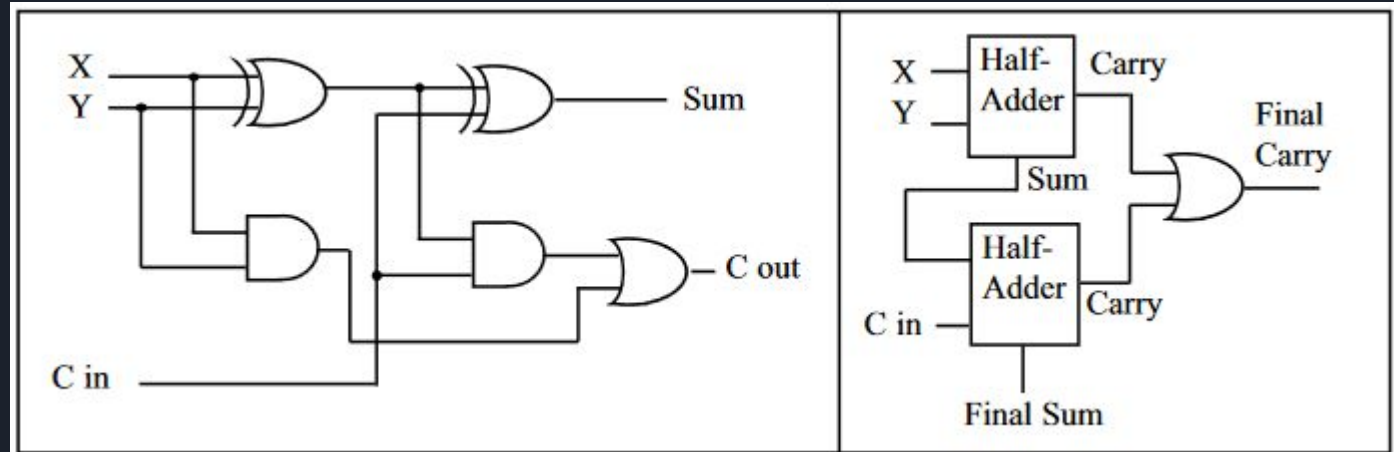 X
Y
Sum
C out
C in
X
Y
Half-
Adder
Carry
Sum
Final
Carry
Half-
Adder
Carry
C in
Final Sum